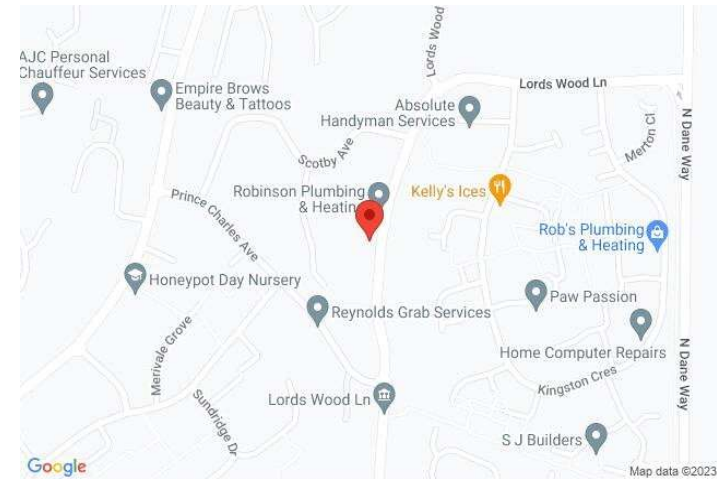 Lords Wood
AJC Personal
Chauffeur Services
Empire Brows
Beauty & Tattoos
Lords Wood Ln
Absolute
Handyman Services
N Dane Way
Merton Cl
Scotby Ave
Robinson Plumbing
& Heating
Kelly's Ices
Prince Charles Ave
Rob's Plumbing
& Heating
Honeypot Day Nursery
Paw Passion
Reynolds Grab Services
Merivale Grove
Home Computer Repairs
N Dane Way
Kingston Cres
Sundridge Dr
Lords Wood Ln
S J Builders
Google
Map data ©2023